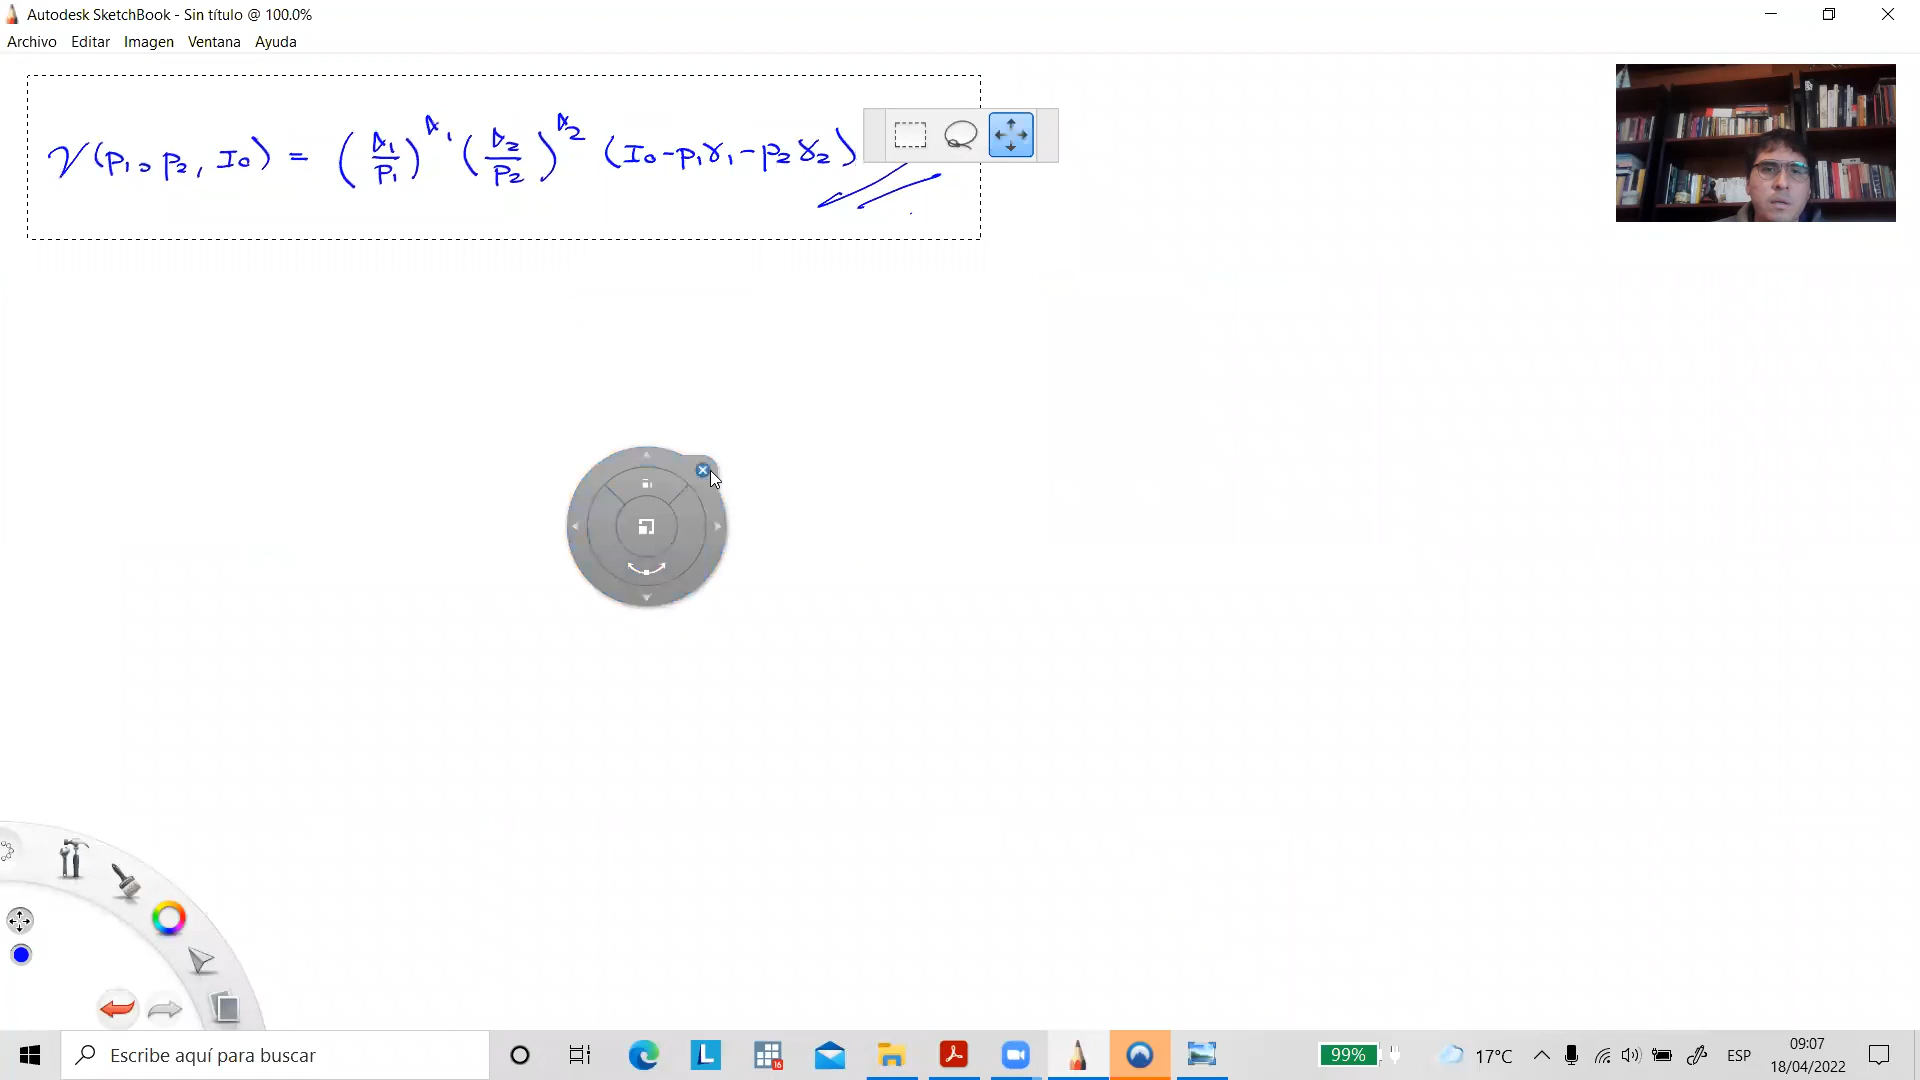 Autodesk SketchBook - Sin título @ 100.0%
Archivo Editar Imagen Ventana Ayuda
V(p₁, p₂, I₀) = (α₁/p₁)^α₁ (α₂/p₂)^α₂ (I₀-p₁γ₁-p₂γ₂)
Escribe aquí para buscar
L
16
99%
17°C
ESP
09:07
18/04/2022